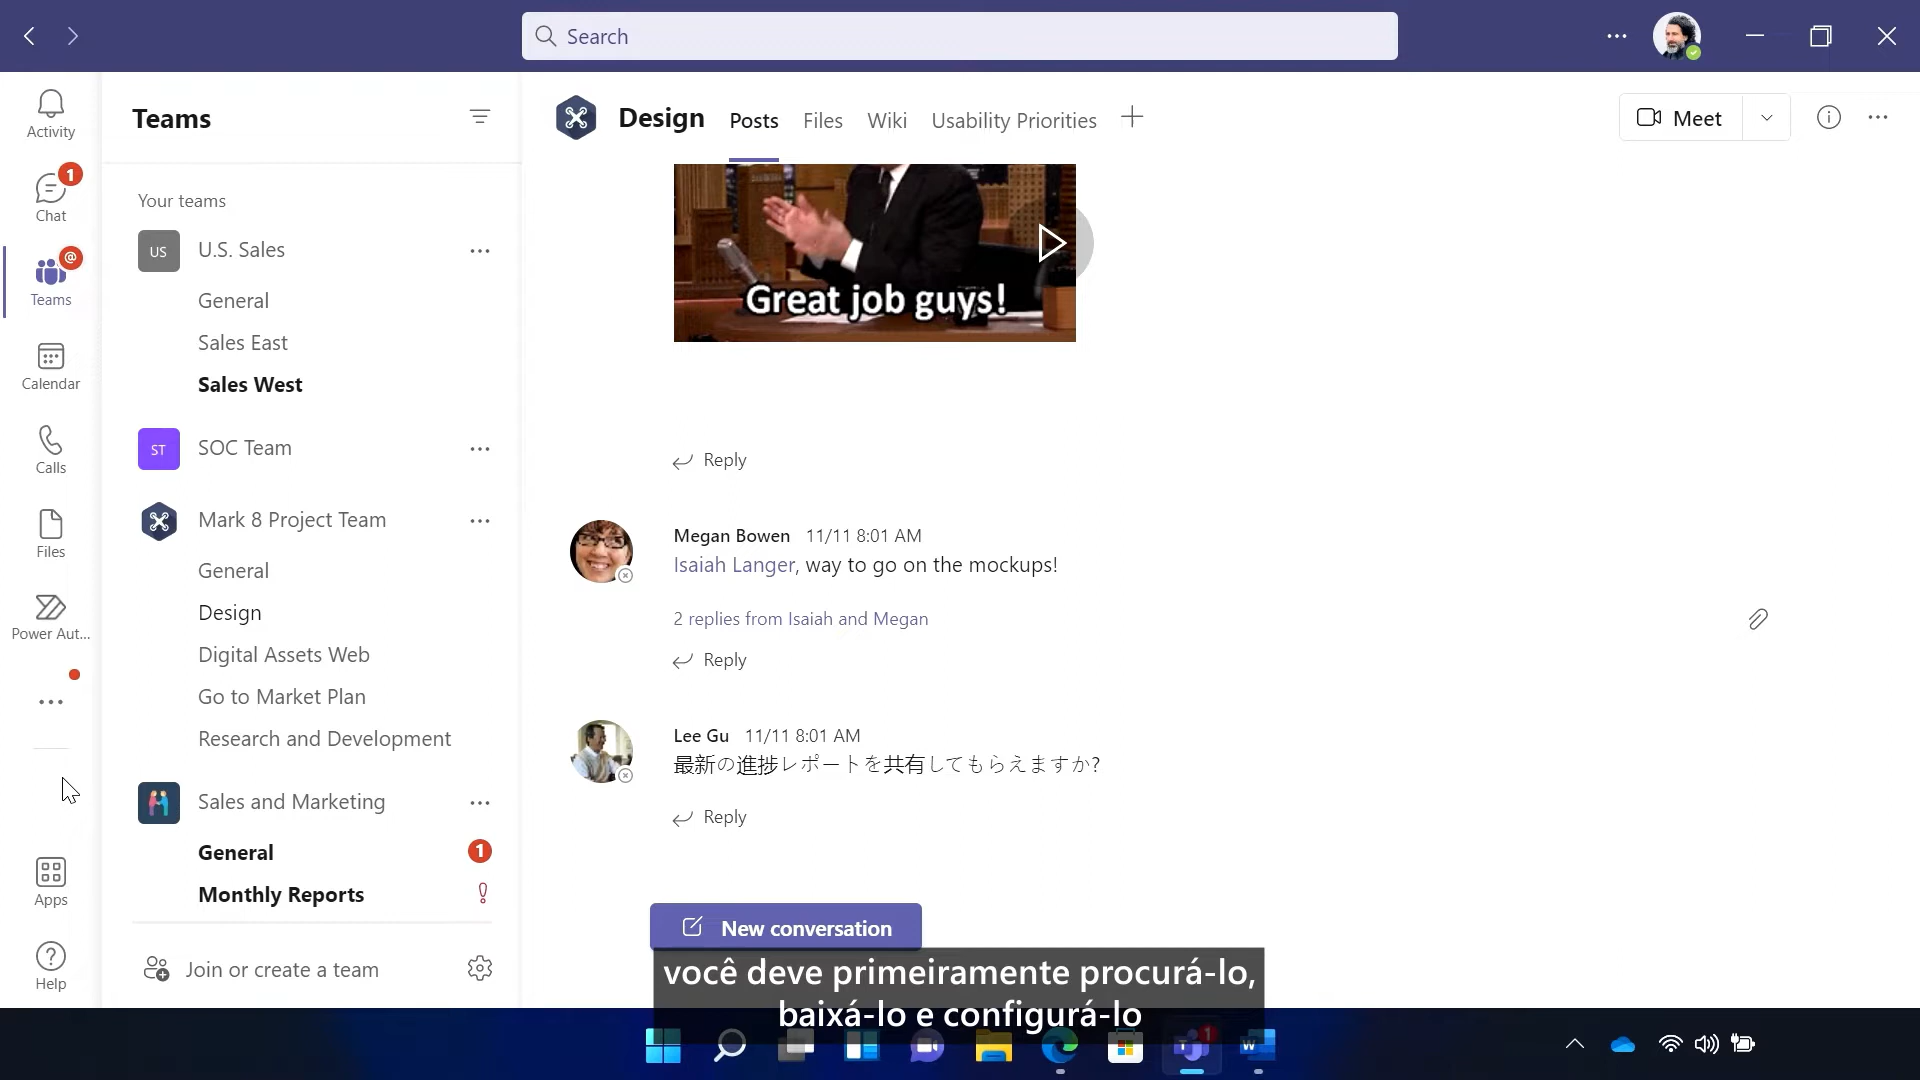 Search
Activity
1
Chat
@
Teams
Calendar
Calls
Files
Power Aut...
Apps
Help
Teams
Your teams
US U.S. Sales
General
Sales East
Sales West
ST SOC Team
Mark 8 Project Team
General
Design
Digital Assets Web
Go to Market Plan
Research and Development
Sales and Marketing
General 1
Monthly Reports
Join or create a team
Design Posts Files Wiki Usability Priorities
Meet
Great job guys!
Reply
Megan Bowen 11/11 8:01 AM
Isaiah Langer, way to go on the mockups!
2 replies from Isaiah and Megan
Reply
Lee Gu 11/11 8:01 AM
最新の進捗レポートを共有してもらえますか?
Reply
New conversation
você deve primeiramente procurá-lo,
baixá-lo e configurá-lo
T 1
W